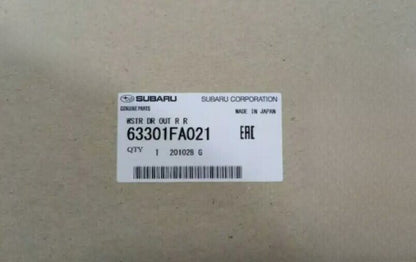 SUBARU SUBARU CORPORATION
GENUINE PARTS MADE IN JAPAN
WSTR DR OUT R R
63301FA021 EAC
QTY 1 201028 G